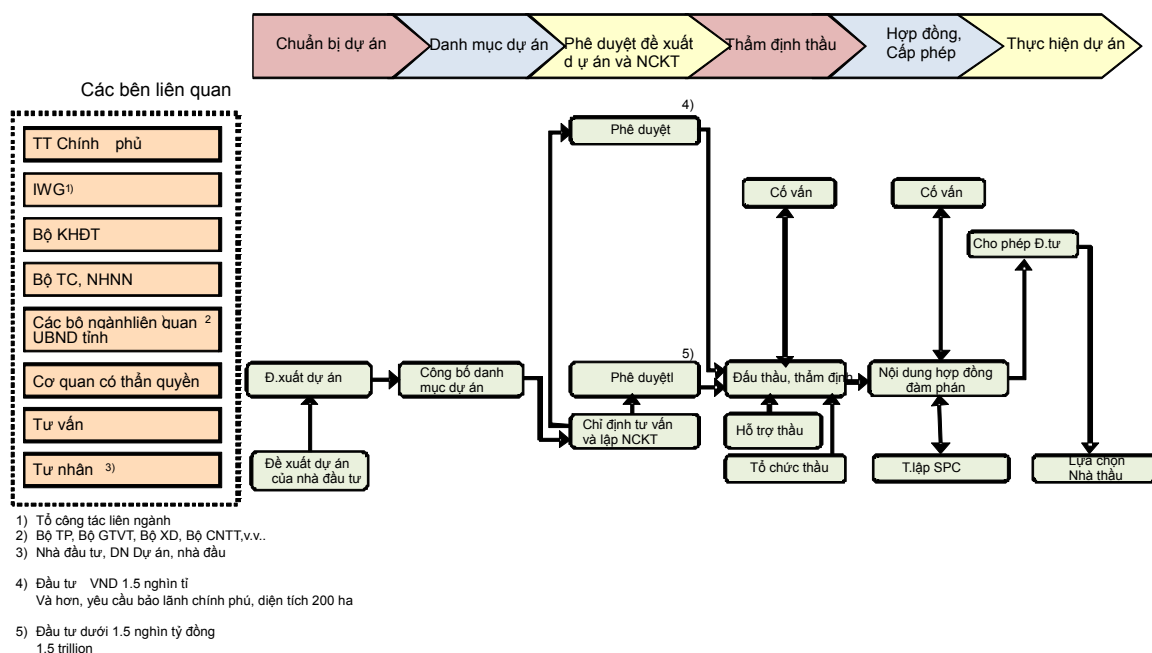 Chuẩn bị dự án
Danh mục dự án
Phê duyệt đề xuất
d ự án và NCKT
Thẩm định thầu
Hợp đồng,
Cấp phép
Thực hiện dự án
Các bên liên quan
TT Chính phủ
IWG1)
Bộ KHĐT
Bộ TC, NHNN
Các bô ngànhliên quan 2
UBND tỉnh
Cơ quan có thẩn quyền
Tư vấn
Tư nhân 3)
4)
Phê duyệt
Cố vấn
Cố vấn
Cho phép Đ.tư
5)
Đ.xuất dự án
Công bố danh
mục dự án
Phê duyệtl
Đấu thầu, thẩm định
Nội dung hợp đồng
đàm phán
Chỉ định tư vấn
và lập NCKT
Hỗ trợ thầu
Đề xuất dự án
của nhà đầu tư
Tổ chức thầu
T.lập SPC
Lựa chọn
Nhà thầu
1) Tổ công tác liên ngành
2) Bộ TP, Bộ GTVT, Bộ XD, Bộ CNTT,v.v..
3) Nhà đầu tư, DN Dự án, nhà đầu
4) Đầu tư VND 1.5 nghìn tỉ
Và hơn, yêu cầu bảo lãnh chính phủ, diện tích 200 ha
5) Đầu tư dưới 1.5 nghìn tỷ đồng
1.5 trillion